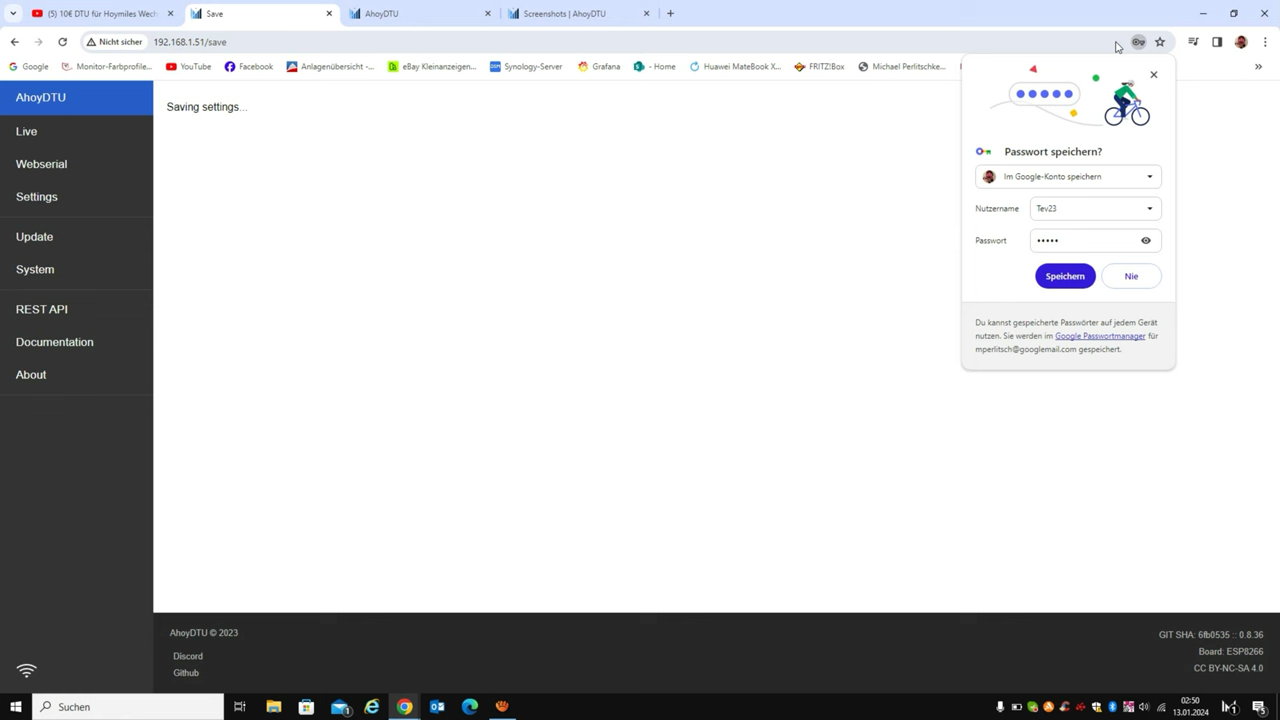 (5) 10€ DTU für Hoymiles Wech
Save
AhoyDTU
Screenshots | AhoyDTU
Nicht sicher
192.168.1.51/save
Google
Monitor-Farbprofile...
YouTube
Facebook
Anlagenübersicht -...
eBay Kleinanzeigen...
Synology-Server
Grafana
- Home
Huawei MateBook X...
FRITZ!Box
Michael Perlitschke...
»
AhoyDTU
Live
Webserial
Settings
Update
System
REST API
Documentation
About
Saving settings...
Passwort speichern?
Im Google-Konto speichern
Nutzername
Tev23
Passwort
•••••
Speichern
Nie
Du kannst gespeicherte Passwörter auf jedem Gerät
nutzen. Sie werden im Google Passwortmanager für
mperlitsch@googlemail.com gespeichert.
AhoyDTU © 2023
Discord
Github
GIT SHA: 6fb0535 :: 0.8.36
Board: ESP8266
CC BY-NC-SA 4.0
Suchen
02:50
13.01.2024